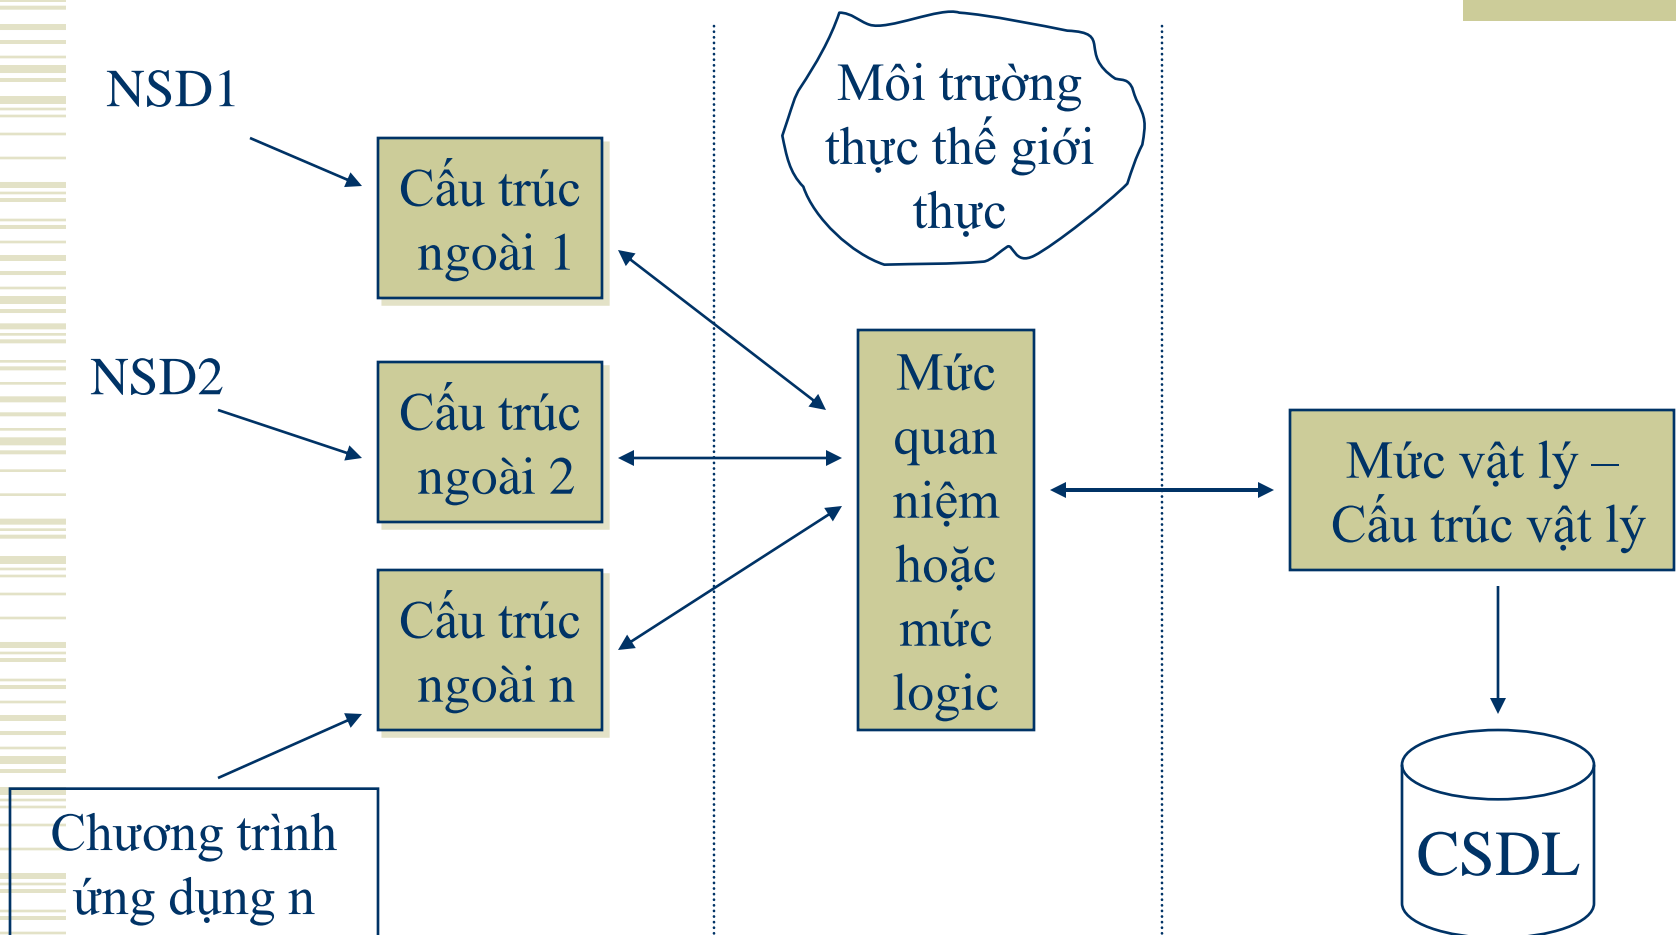 NSD1
Cấu trúc
ngoài 1
NSD2
Cấu trúc
ngoài 2
Cấu trúc
ngoài n
Chương trình
ứng dụng n
Môi trường
thực thế giới
thực
Mức
quan
niệm
hoặc
mức
logic
Mức vật lý –
Cấu trúc vật lý
CSDL